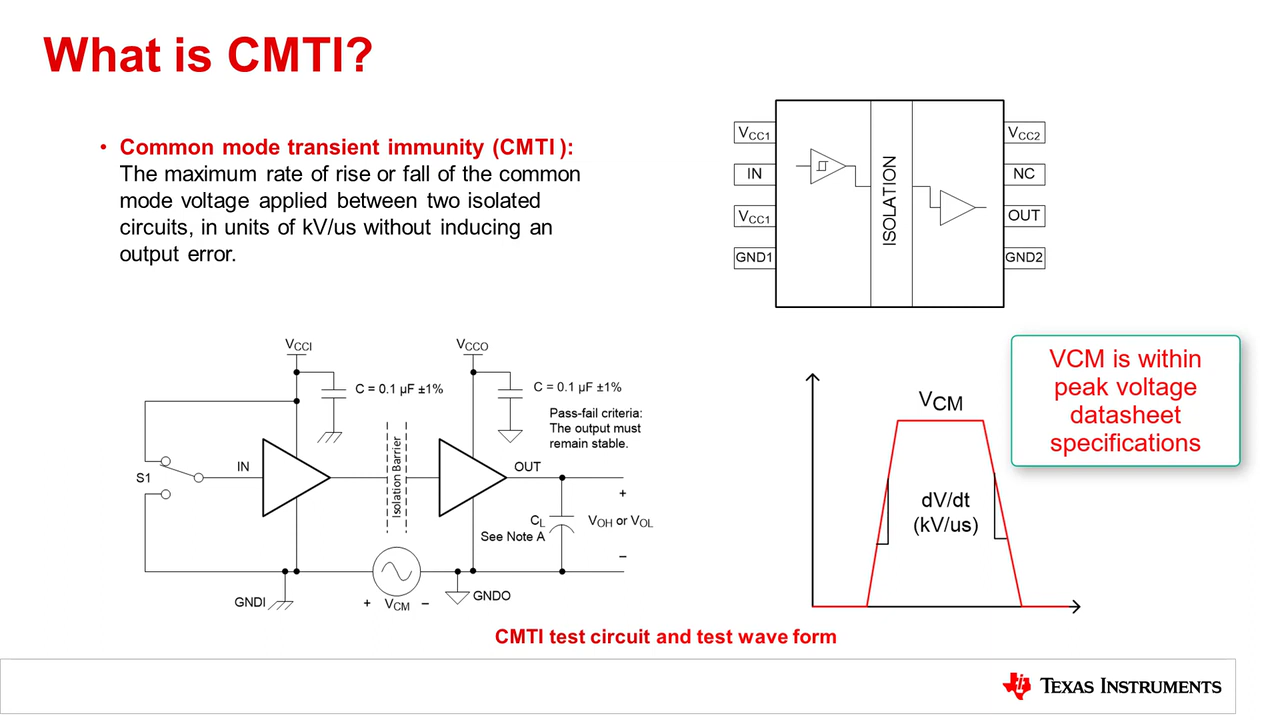 What is CMTI?
• Common mode transient immunity (CMTI ):
The maximum rate of rise or fall of the common
mode voltage applied between two isolated
circuits, in units of kV/us without inducing an
output error.
VCC1
IN
VCC1
GND1
ISOLATION
VCC2
NC
OUT
GND2
VCCI
C = 0.1 µF ±1%
VCCO
C = 0.1 µF ±1%
Pass-fail criteria:
The output must
remain stable.
S1
IN
Isolation Barrier
OUT
+
CL
See Note A
VOH or VOL
–
GNDI
+ VCM –
GNDO
VCM
dV/dt
(kV/us)
VCM is within
peak voltage
datasheet
specifications
CMTI test circuit and test wave form
TEXAS INSTRUMENTS